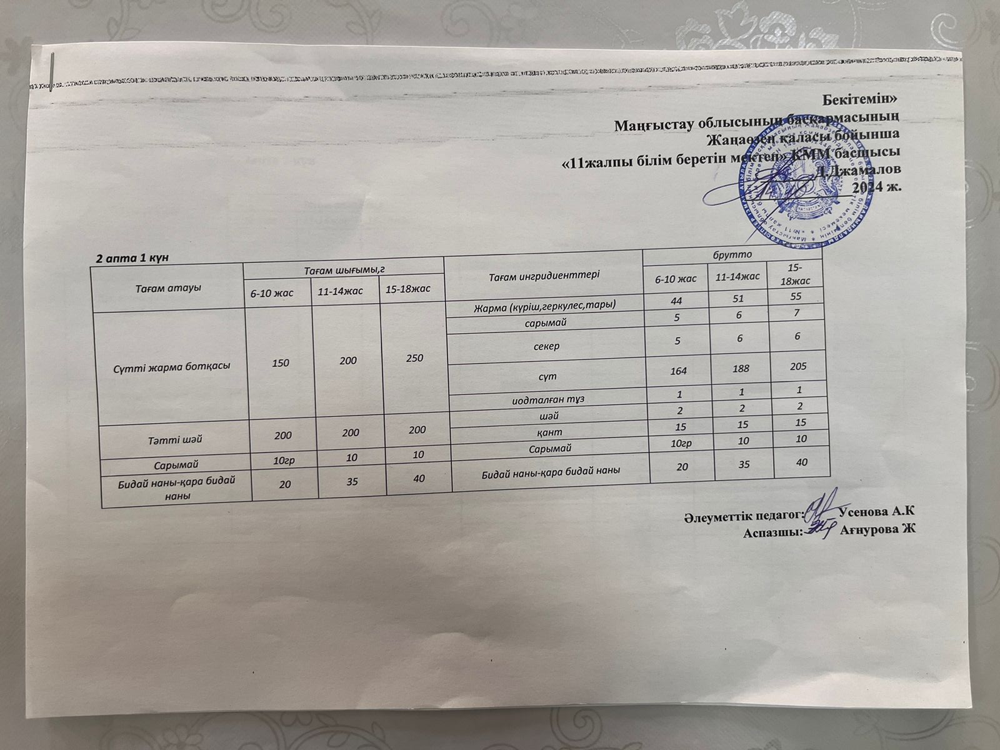 Бекітемін»
Маңғыстау облысының басқармасының
Жаңаөзен қаласы бойынша
«11жалпы білім беретін мектеп» КММ басшысы
Д.Джамалов
2024 ж.
2 апта 1 күн
Тағам атауы Тағам шығымы,г Тағам ингридиенттері брутто
6-10 жас 11-14жас 15-18жас 6-10 жас 11-14жас 15-
18жас
Сүтті жарма ботқасы 150 200 250 Жарма (күріш,геркулес,тары) 44 51 55
сарымай 5 6 7
секер 5 6 6
сүт 164 188 205
иодталған тұз 1 1 1
Тәтті шәй 200 200 200 шәй 2 2 2
қант 15 15 15
Сарымай 10гр 10 10 Сарымай 10гр 10 10
Бидай наны-қара бидай
наны 20 35 40 Бидай наны-қара бидай наны 20 35 40
Әлеуметтік педагог: Усенова А.К
Аспазшы: Ағнурова Ж